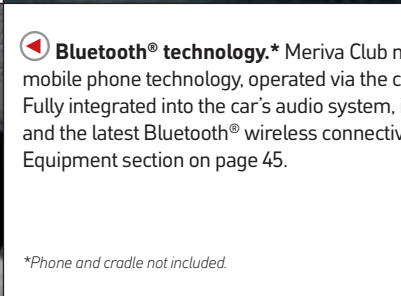 Bluetooth® technology.* Meriva Club
mobile phone technology, operated via the
Fully integrated into the car's audio system,
and the latest Bluetooth® wireless
Equipment section on page 45.
*Phone and cradle not included.